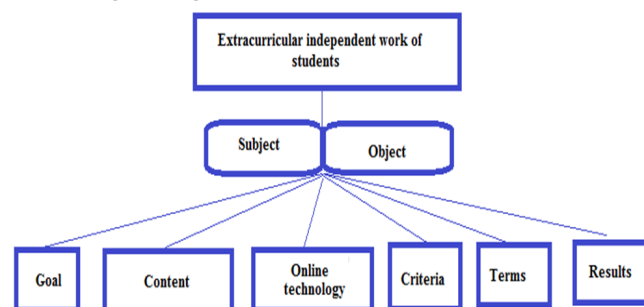 Extracurricular independent work of
students
Subject
Object
Goal
Content
Online
technology
Criteria
Terms
Results